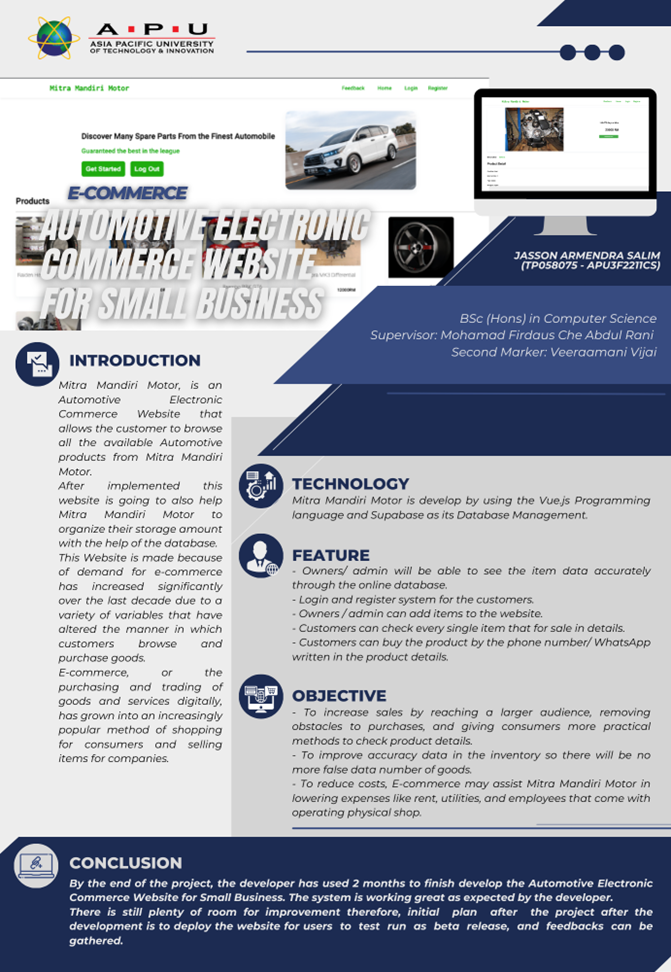 A • P • U
ASIA PACIFIC UNIVERSITY
OF TECHNOLOGY & INNOVATION
Mitra Mandiri Motor
Feedback Home Login Register
Discover Many Spare Parts From the Finest Automobile
Guaranteed the best in the league
Get Started Log Out
Products
E-COMMERCE
AUTOMOTIVE ELECTRONIC
COMMERCE WEBSITE
FOR SMALL BUSINESS
JASSON ARMENDRA SALIM
(TP058075 - APU3F2211CS)
BSc (Hons) in Computer Science
Supervisor: Mohamad Firdaus Che Abdul Rani
Second Marker: Veeraamani Vijai
INTRODUCTION
Mitra Mandiri Motor, is an
Automotive Electronic
Commerce Website that
allows the customer to browse
all the available Automotive
products from Mitra Mandiri
Motor.
After implemented this
website is going to also help
Mitra Mandiri Motor to
organize their storage amount
with the help of the database.
This Website is made because
of demand for e-commerce
has increased significantly
over the last decade due to a
variety of variables that have
altered the manner in which
customers browse and
purchase goods.
E-commerce, or the
purchasing and trading of
goods and services digitally,
has grown into an increasingly
popular method of shopping
for consumers and selling
items for companies.
TECHNOLOGY
Mitra Mandiri Motor is develop by using the Vue.js Programming
language and Supabase as its Database Management.
FEATURE
- Owners/ admin will be able to see the item data accurately
through the online database.
- Login and register system for the customers.
- Owners / admin can add items to the website.
- Customers can check every single item that for sale in details.
- Customers can buy the product by the phone number/ WhatsApp
written in the product details.
OBJECTIVE
- To increase sales by reaching a larger audience, removing
obstacles to purchases, and giving consumers more practical
methods to check product details.
- To improve accuracy data in the inventory so there will be no
more false data number of goods.
- To reduce costs, E-commerce may assist Mitra Mandiri Motor in
lowering expenses like rent, utilities, and employees that come with
operating physical shop.
CONCLUSION
By the end of the project, the developer has used 2 months to finish develop the Automotive Electronic
Commerce Website for Small Business. The system is working great as expected by the developer.
There is still plenty of room for improvement therefore, initial plan after the project after the
development is to deploy the website for users to test run as beta release, and feedbacks can be
gathered.